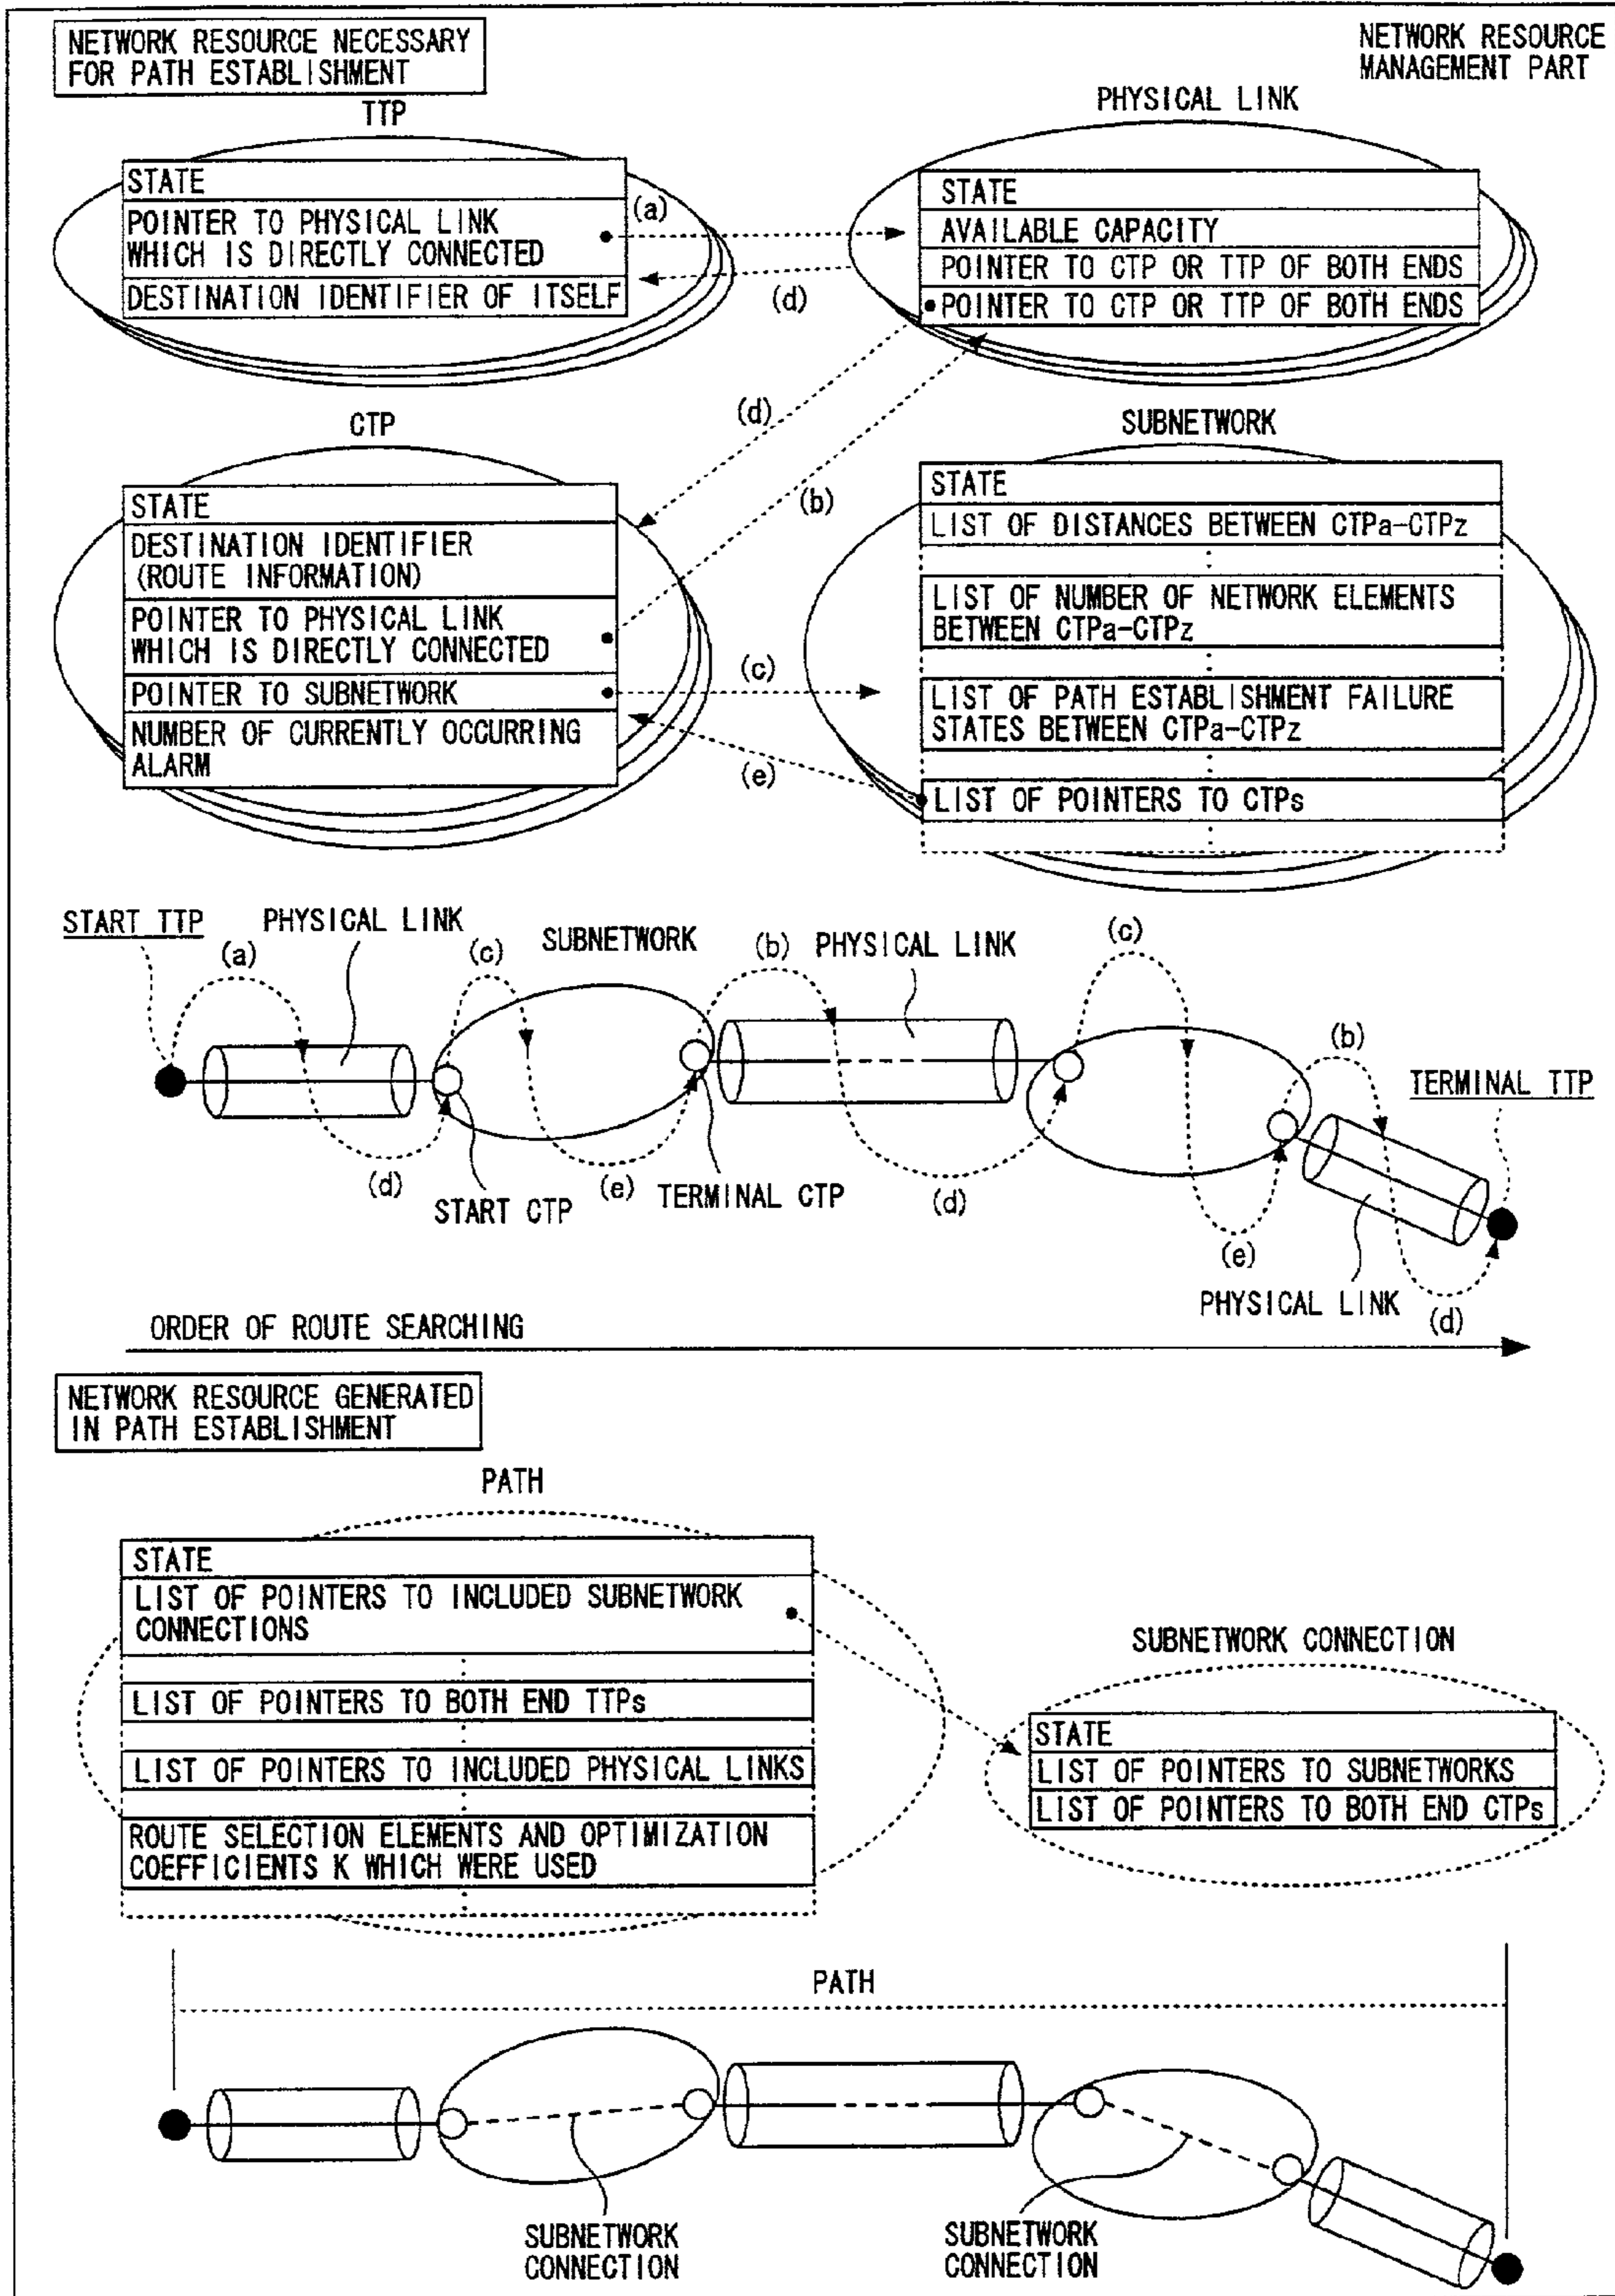 NETWORK RESOURCE NECESSARY
FOR PATH ESTABLISHMENT
NETWORK RESOURCE
MANAGEMENT PART
TTP
STATE
POINTER TO PHYSICAL LINK
WHICH IS DIRECTLY CONNECTED
DESTINATION IDENTIFIER OF ITSELF
(a)
(d)
PHYSICAL LINK
STATE
AVAILABLE CAPACITY
POINTER TO CTP OR TTP OF BOTH ENDS
POINTER TO CTP OR TTP OF BOTH ENDS
(d)
(b)
CTP
STATE
DESTINATION IDENTIFIER
(ROUTE INFORMATION)
POINTER TO PHYSICAL LINK
WHICH IS DIRECTLY CONNECTED
POINTER TO SUBNETWORK
NUMBER OF CURRENTLY OCCURRING
ALARM
(c)
(e)
SUBNETWORK
STATE
LIST OF DISTANCES BETWEEN CTPa-CTPz
LIST OF NUMBER OF NETWORK ELEMENTS
BETWEEN CTPa-CTPz
LIST OF PATH ESTABLISHMENT FAILURE
STATES BETWEEN CTPa-CTPz
LIST OF POINTERS TO CTPs
START TTP
PHYSICAL LINK
(a)
(c)
SUBNETWORK
(b)
PHYSICAL LINK
(c)
(b)
TERMINAL TTP
(d)
START CTP
(e)
TERMINAL CTP
(d)
(e)
PHYSICAL LINK
(d)
ORDER OF ROUTE SEARCHING
NETWORK RESOURCE GENERATED
IN PATH ESTABLISHMENT
PATH
STATE
LIST OF POINTERS TO INCLUDED SUBNETWORK
CONNECTIONS
LIST OF POINTERS TO BOTH END TTPs
LIST OF POINTERS TO INCLUDED PHYSICAL LINKS
ROUTE SELECTION ELEMENTS AND OPTIMIZATION
COEFFICIENTS K WHICH WERE USED
SUBNETWORK CONNECTION
STATE
LIST OF POINTERS TO SUBNETWORKS
LIST OF POINTERS TO BOTH END CTPs
PATH
SUBNETWORK
CONNECTION
SUBNETWORK
CONNECTION